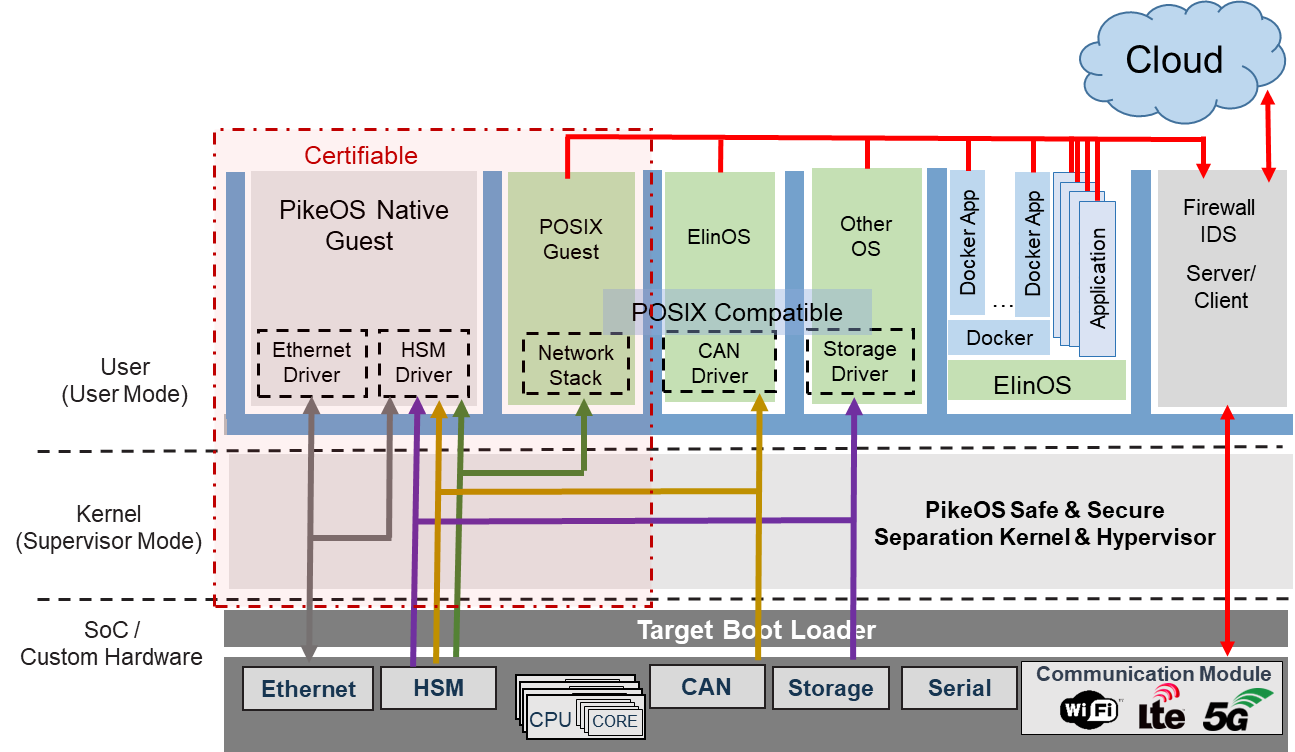 Cloud
Certifiable
PikeOS Native
Guest
POSIX
Guest
ElinOS
Other
OS
Docker App
...
Docker App
Application
Firewall
IDS
Server/
Client
POSIX Compatible
Ethernet
Driver
HSM
Driver
Network
Stack
CAN
Driver
Storage
Driver
Docker
ElinOS
User
(User Mode)
Kernel
(Supervisor Mode)
PikeOS Safe & Secure
Separation Kernel & Hypervisor
SoC /
Custom Hardware
Target Boot Loader
Ethernet
HSM
CPU
CORE
CAN
Storage
Serial
Communication Module
WiFi
LTE
5G